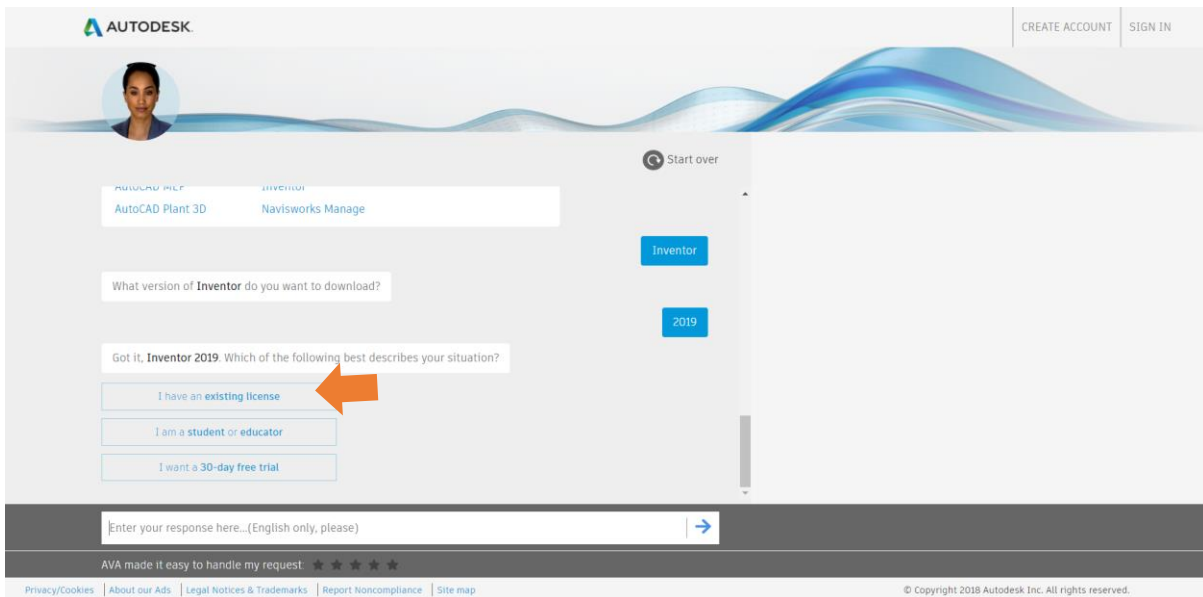 AUTODESK.
CREATE ACCOUNT
SIGN IN
Start over
AutoCAD MEP
Inventor
AutoCAD Plant 3D
Navisworks Manage
Inventor
What version of Inventor do you want to download?
2019
Got it, Inventor 2019. Which of the following best describes your situation?
I have an existing license
I am a student or educator
I want a 30-day free trial
Enter your response here...(English only, please)
AVA made it easy to handle my request:
Privacy/Cookies
About our Ads
Legal Notices & Trademarks
Report Noncompliance
Site map
© Copyright 2018 Autodesk Inc. All rights reserved.